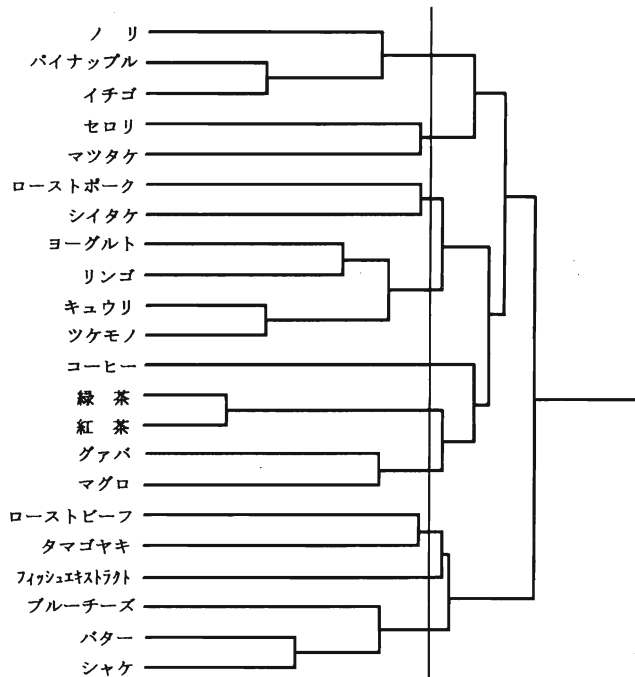 ノ リ
パイナップル
イチゴ
セロリ
マツタケ
ローストポーク
シイタケ
ヨーグルト
リンゴ
キュウリ
ツケモノ
コーヒー
緑 茶
紅 茶
グァバ
マグロ
ローストビーフ
タマゴヤキ
フィッシュエキストラクト
ブルーチーズ
バター
シャケ